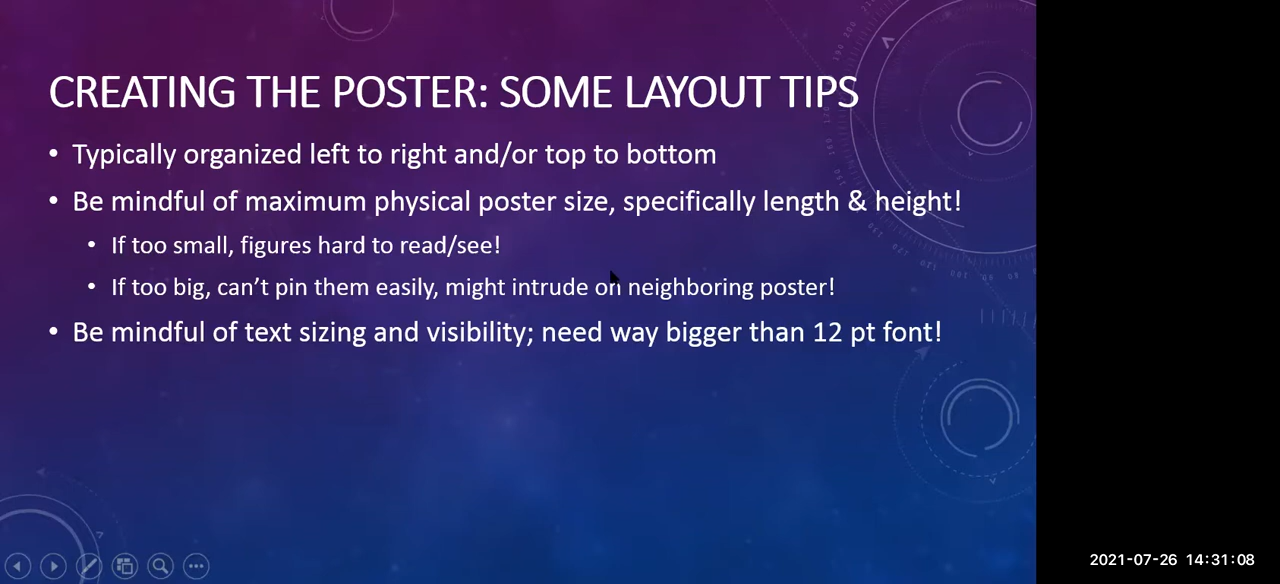 CREATING THE POSTER: SOME LAYOUT TIPS
• Typically organized left to right and/or top to bottom
• Be mindful of maximum physical poster size, specifically length & height!
• If too small, figures hard to read/see!
• If too big, can’t pin them easily, might intrude on neighboring poster!
• Be mindful of text sizing and visibility; need way bigger than 12 pt font!
2021-07-26 14:31:08